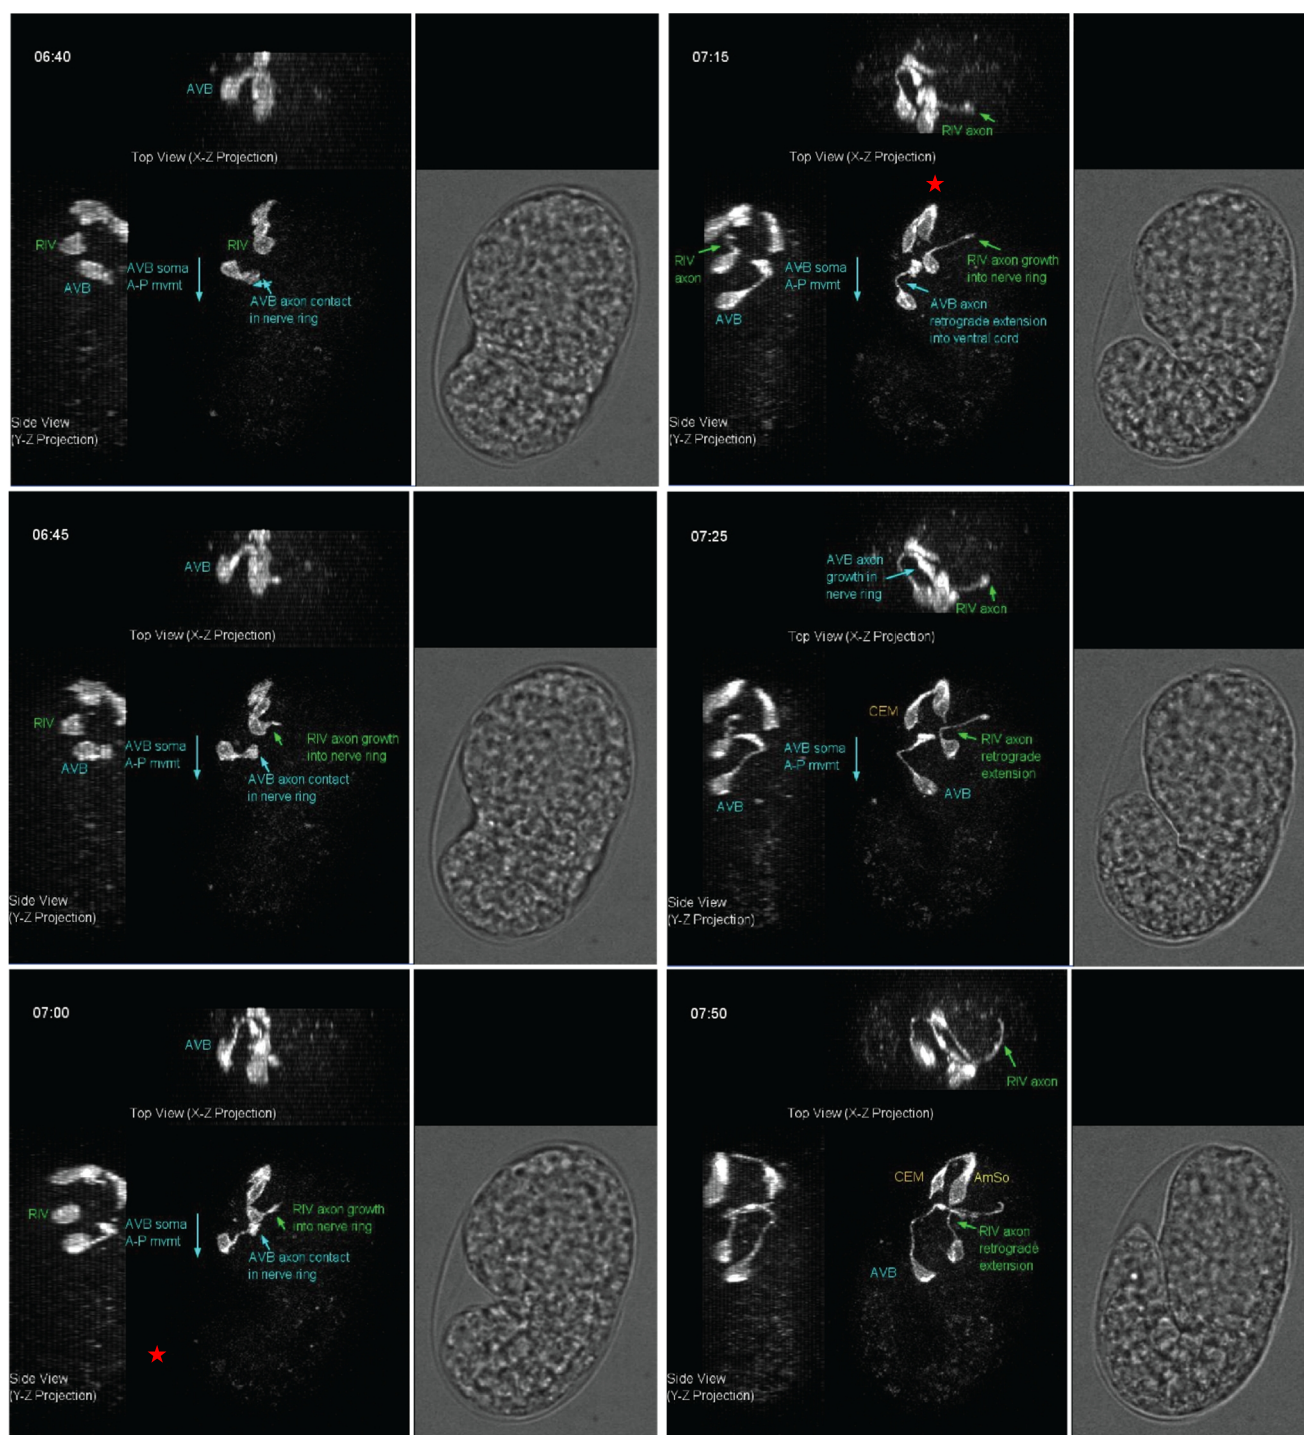 06:40
AVB
Top View (X-Z Projection)
RIV
AVB
AVB soma
A-P mvmt
RIV
AVB axon contact
in nerve ring
Side View
(Y-Z Projection)
06:45
AVB
Top View (X-Z Projection)
RIV
AVB
AVB soma
A-P mvmt
RIV axon growth
into nerve ring
AVB axon contact
in nerve ring
Side View
(Y-Z Projection)
07:00
AVB
Top View (X-Z Projection)
RIV
AVB soma
A-P mvmt
RIV axon growth
into nerve ring
AVB axon contact
in nerve ring
Side View
(Y-Z Projection)
07:15
RIV axon
Top View (X-Z Projection)
RIV
axon
AVB
AVB soma
A-P mvmt
RIV axon growth
into nerve ring
AVB axon
retrograde extension
into ventral cord
Side View
(Y-Z Projection)
07:25
AVB axon
growth in
nerve ring
RIV axon
Top View (X-Z Projection)
CEM
AVB soma
A-P mvmt
RIV axon
retrograde
extension
AVB
AVB
Side View
(Y-Z Projection)
07:50
RIV axon
Top View (X-Z Projection)
CEM
AmSo
RIV axon
retrograde
extension
AVB
Side View
(Y-Z Projection)